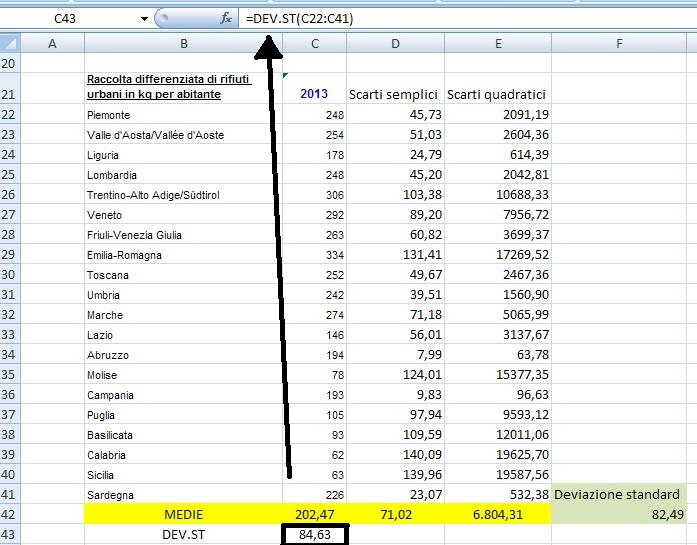 C43 fx =DEV.ST(C22:C41)
A B C D E F
20
21 Raccolta differenziata di rifiuti urbani in kg per abitante 2013 Scarti semplici Scarti quadratici
22 Piemonte 248 45,73 2091,19
23 Valle d'Aosta/Vallée d'Aoste 254 51,03 2604,36
24 Liguria 178 24,79 614,39
25 Lombardia 248 45,20 2042,81
26 Trentino-Alto Adige/Südtirol 306 103,38 10688,33
27 Veneto 292 89,20 7956,72
28 Friuli-Venezia Giulia 263 60,82 3699,37
29 Emilia-Romagna 334 131,41 17269,52
30 Toscana 252 49,67 2467,36
31 Umbria 242 39,51 1560,90
32 Marche 274 71,18 5065,99
33 Lazio 146 56,01 3137,67
34 Abruzzo 194 7,99 63,78
35 Molise 78 124,01 15377,35
36 Campania 193 9,83 96,63
37 Puglia 105 97,94 9593,12
38 Basilicata 93 109,59 12011,06
39 Calabria 62 140,09 19625,70
40 Sicilia 63 139,96 19587,56
41 Sardegna 226 23,07 532,38 Deviazione standard
42 MEDIE 202,47 71,02 6.804,31 82,49
43 DEV.ST 84,63